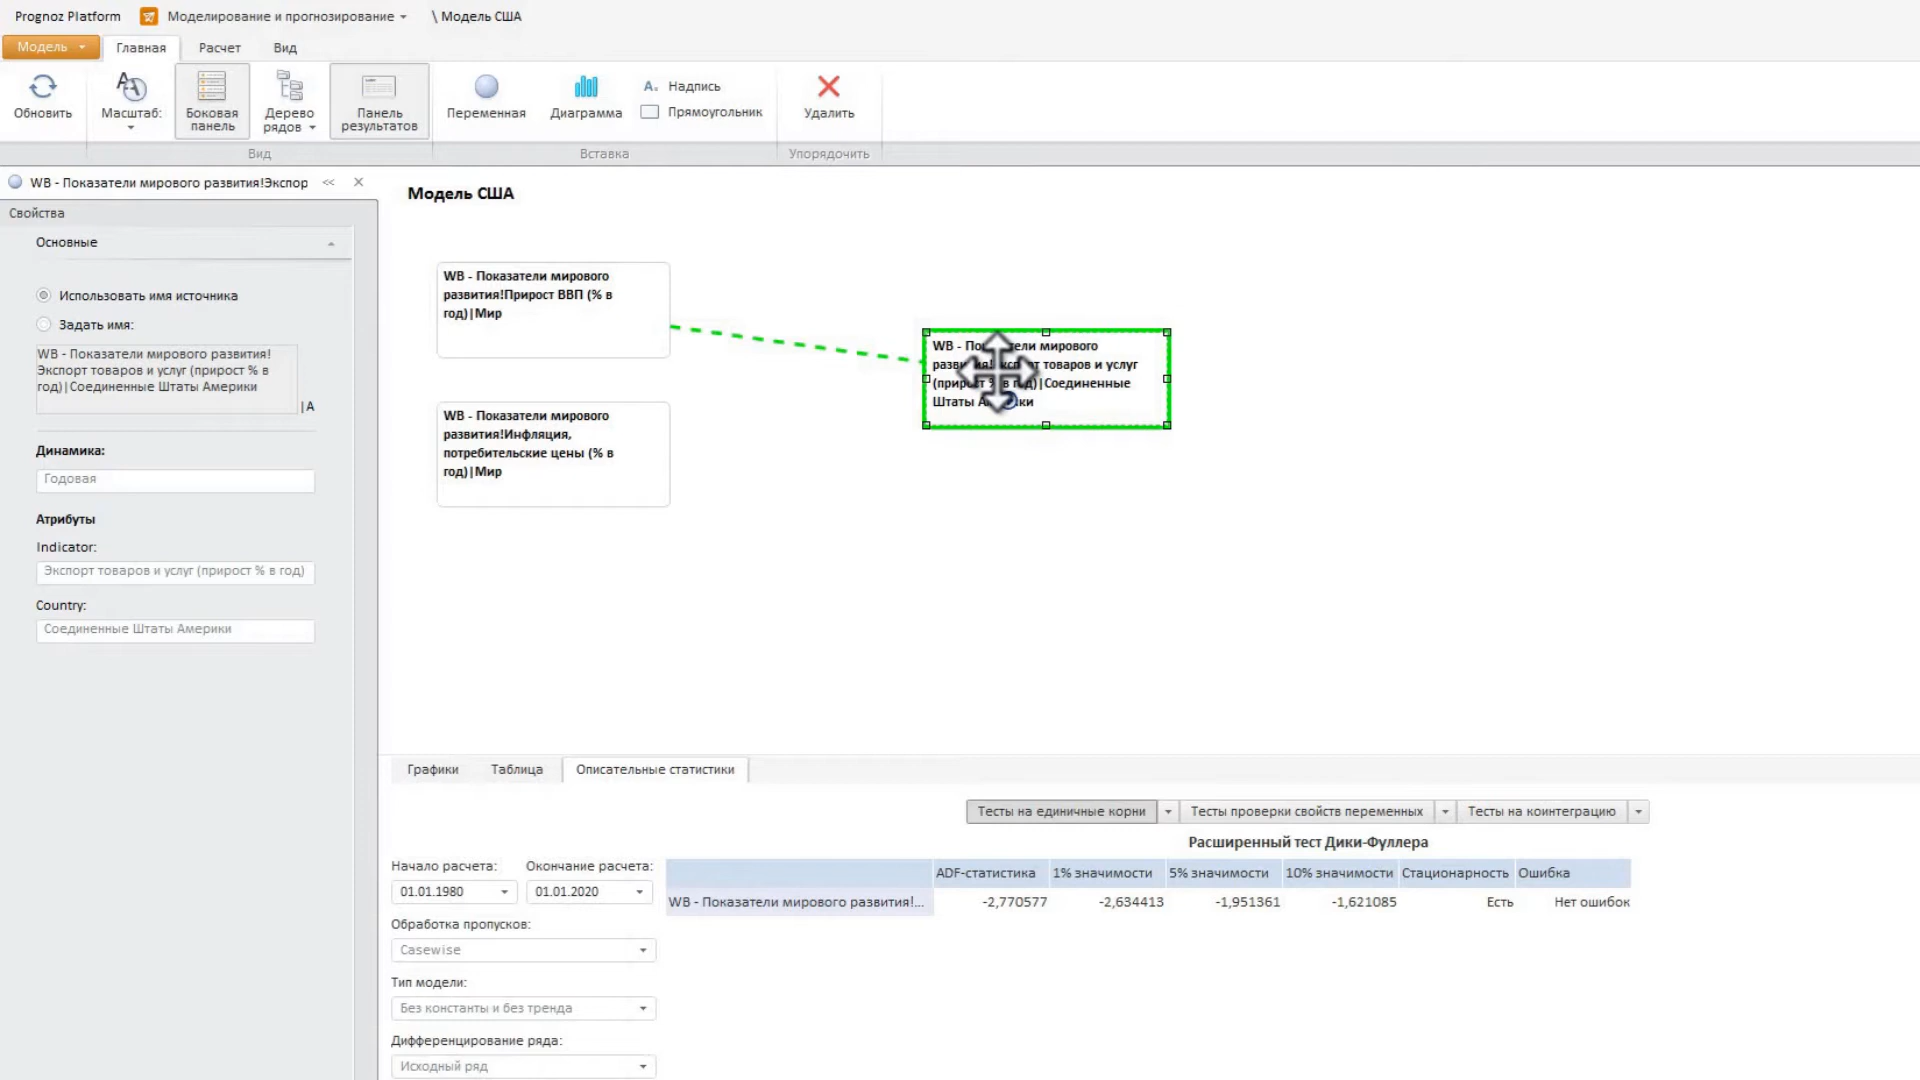 Prognoz Platform Моделирование и прогнозирование \ Модель США
Модель Главная Расчет Вид
Обновить
Масштаб:
Боковая панель
Дерево рядов
Панель результатов
Переменная
Диаграмма
Надпись
Прямоугольник
Удалить
Вид Вставка Упорядочить
WB - Показатели мирового развития!Экспор <<
Свойства
Основные
Использовать имя источника
Задать имя:
WB - Показатели мирового развития!
Экспорт товаров и услуг (прирост % в
год)|Соединенные Штаты Америки
|A
Динамика:
Годовая
Атрибуты
Indicator:
Экспорт товаров и услуг (прирост % в год)
Country:
Соединенные Штаты Америки
Модель США
WB - Показатели мирового
развития!Прирост ВВП (% в
год)|Мир
WB - Показатели мирового
развития!Инфляция,
потребительские цены (% в
год)|Мир
WB - Показатели мирового
развития!Экспорт товаров и услуг
(прирост % в год)|Соединенные
Штаты Америки
Графики Таблица Описательные статистики
Тесты на единичные корни Тесты проверки свойств переменных Тесты на коинтеграцию
Расширенный тест Дики-Фуллера
Начало расчета: Окончание расчета:
01.01.1980 01.01.2020
Обработка пропусков:
Casewise
Тип модели:
Без константы и без тренда
Дифференцирование ряда:
Исходный ряд
ADF-статистика 1% значимости 5% значимости 10% значимости Стационарность Ошибка
WB - Показатели мирового развития!... -2,770577 -2,634413 -1,951361 -1,621085 Есть Нет ошибок